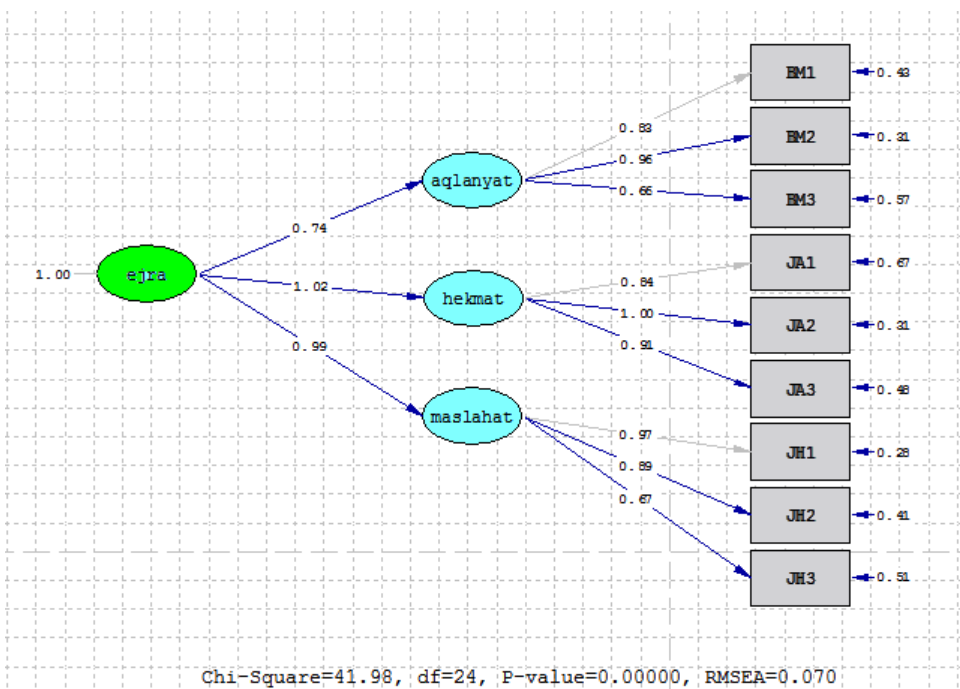 BM1
0.43
0.83
BM2
0.31
0.96
aqlanyat
0.66
BM3
0.57
0.74
JA1
0.67
1.00
ejra
0.84
1.02
hekmat
1.00
JA2
0.31
0.91
0.99
JA3
0.48
maslahat
0.97
JH1
0.28
0.89
0.67
JH2
0.41
JH3
0.51
Chi-Square=41.98, df=24, P-value=0.00000, RMSEA=0.070